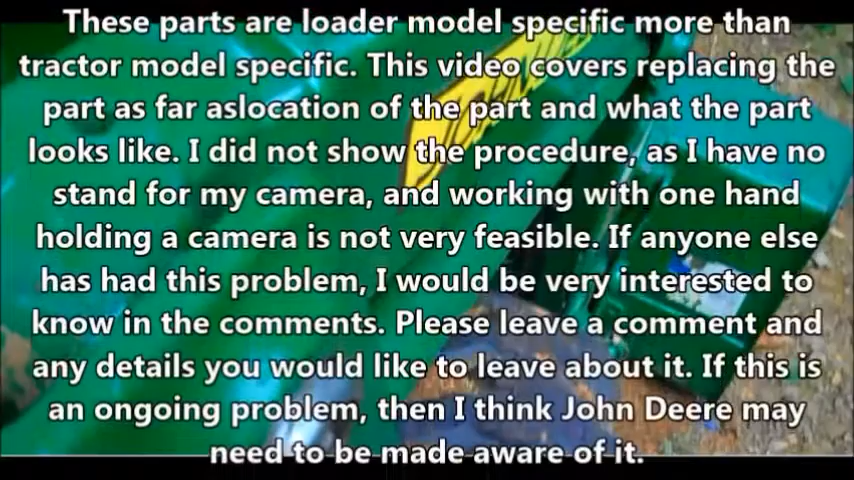 These parts are loader model specific more than
tractor model specific. This video covers replacing the
part as far aslocation of the part and what the part
looks like. I did not show the procedure, as I have no
stand for my camera, and working with one hand
holding a camera is not very feasible. If anyone else
has had this problem, I would be very interested to
know in the comments. Please leave a comment and
any details you would like to leave about it. If this is
an ongoing problem, then I think John Deere may
need to be made aware of it.